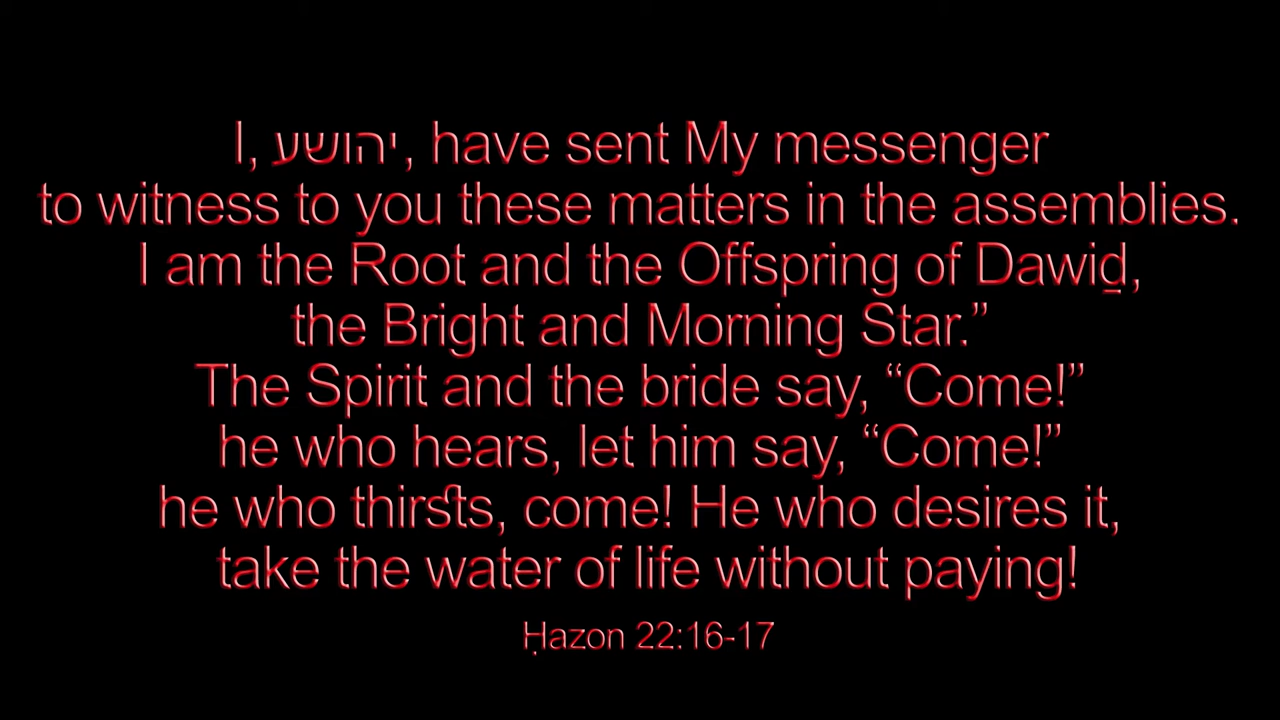 I, יהושע, have sent My messenger
to witness to you these matters in the assemblies.
I am the Root and the Offspring of Dawiḏ,
the Bright and Morning Star.”
The Spirit and the bride say, “Come!”
he who hears, let him say, “Come!”
he who thirsts, come! He who desires it,
take the water of life without paying!
Ḥazon 22:16-17